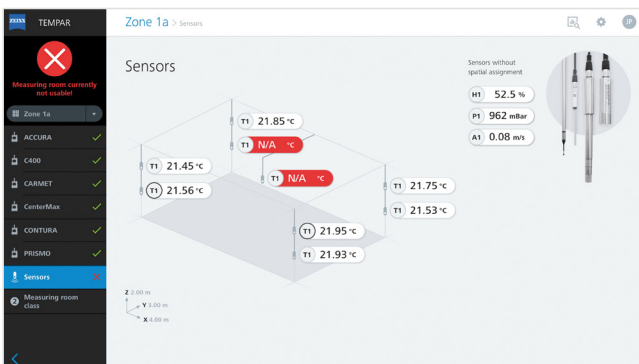 ZEISS
TEMPAR
Zone 1a > Sensors
JP
Measuring room currently
not usable!
Zone 1a
ACCURA
C400
CARMET
CenterMax
CONTURA
PRISMO
Sensors
2 Measuring room
class
Sensors
T1 21.85 °C
T1 N/A °C
T1 21.45 °C
T1 N/A °C
T1 21.56 °C
T1 21.75 °C
T1 21.53 °C
T1 21.95 °C
T1 21.93 °C
Z 2.00 m
Y 3.00 m
X 4.00 m
Sensors without
spatial assignment
H1 52.5 %
P1 962 mBar
A1 0.08 m/s